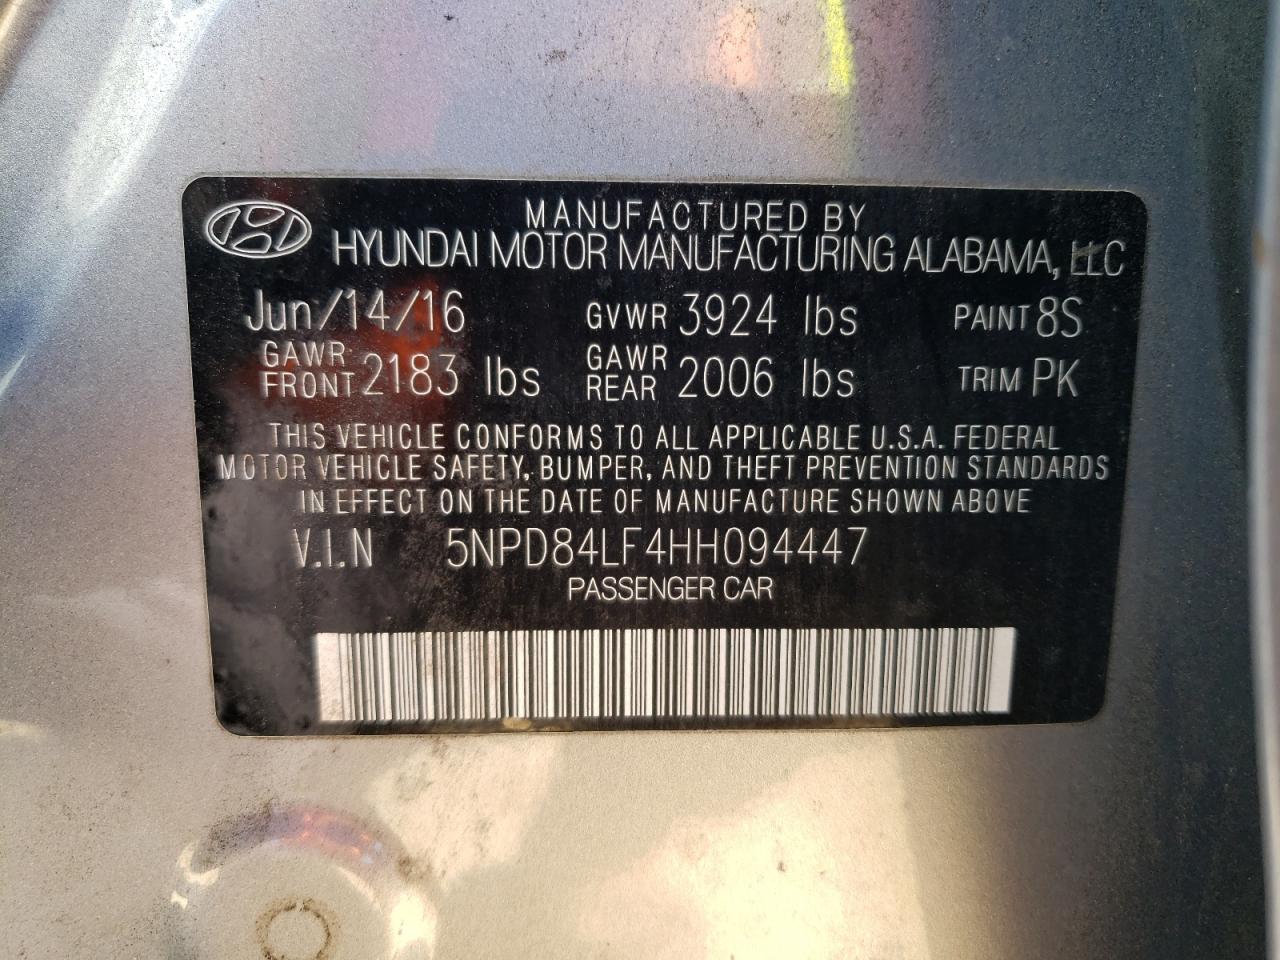 MANUFACTURED BY
HYUNDAI MOTOR MANUFACTURING ALABAMA, LLC
Jun/14/16 GVWR 3924 lbs PAINT 8S
GAWR FRONT 2183 lbs GAWR REAR 2006 lbs TRIM PK
THIS VEHICLE CONFORMS TO ALL APPLICABLE U.S.A. FEDERAL
MOTOR VEHICLE SAFETY, BUMPER, AND THEFT PREVENTION STANDARDS
IN EFFECT ON THE DATE OF MANUFACTURE SHOWN ABOVE
V.I.N 5NPD84LF4HH094447
PASSENGER CAR